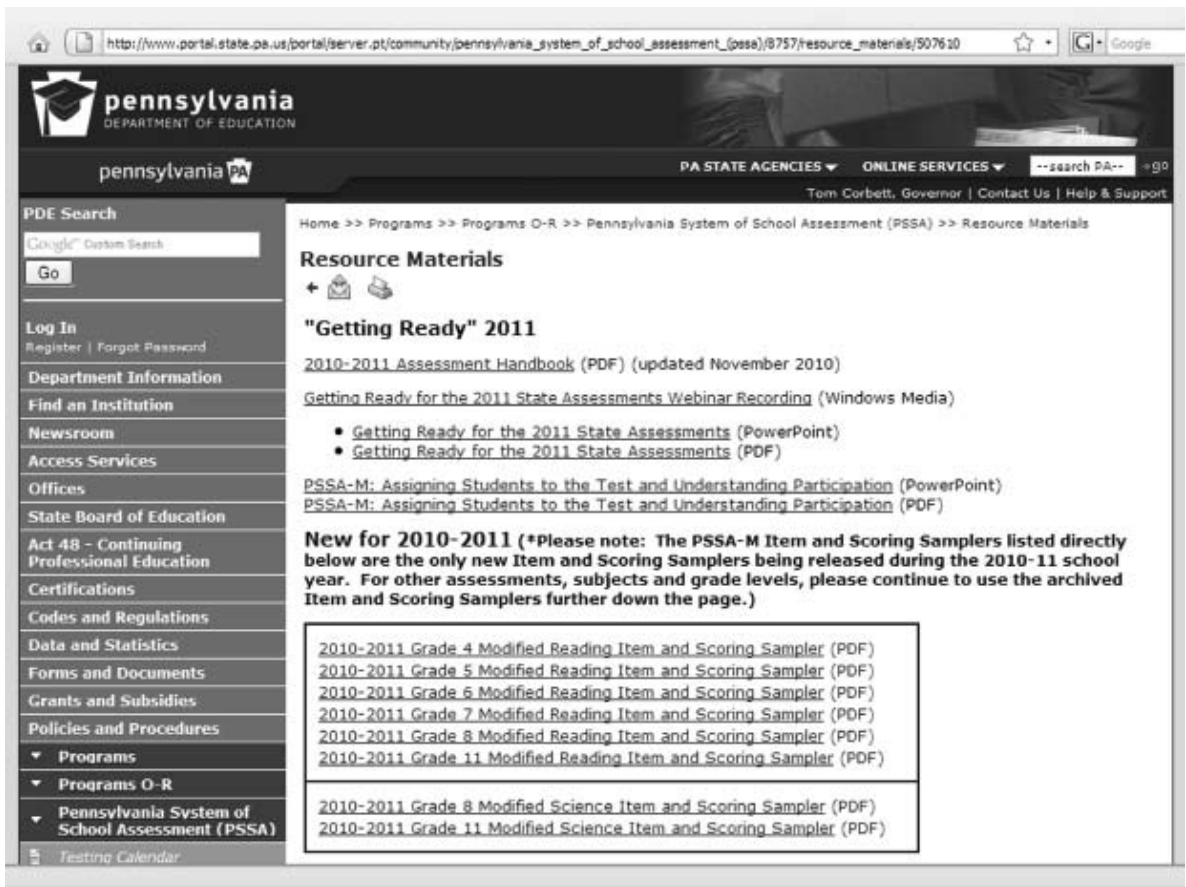 http://www.portal.state.pa.us/portal/server.pt/community/pennsylvania_system_of_school_assessment_(pssa)/8757/resource_materials/507610
Google
pennsylvania
DEPARTMENT OF EDUCATION
pennsylvania PA
PA STATE AGENCIES
ONLINE SERVICES
--search PA--
go
Tom Corbett, Governor | Contact Us | Help & Support
PDE Search
Google™ Custom Search
Go
Log In
Register | Forgot Password
Department Information
Find an Institution
Newsroom
Access Services
Offices
State Board of Education
Act 48 – Continuing
Professional Education
Certifications
Codes and Regulations
Data and Statistics
Forms and Documents
Grants and Subsidies
Policies and Procedures
Programs
Programs O-R
Pennsylvania System of
School Assessment (PSSA)
Testing Calendar
Home >> Programs >> Programs O-R >> Pennsylvania System of School Assessment (PSSA) >> Resource Materials
Resource Materials
"Getting Ready" 2011
2010-2011 Assessment Handbook (PDF) (updated November 2010)
Getting Ready for the 2011 State Assessments Webinar Recording (Windows Media)
• Getting Ready for the 2011 State Assessments (PowerPoint)
• Getting Ready for the 2011 State Assessments (PDF)
PSSA-M: Assigning Students to the Test and Understanding Participation (PowerPoint)
PSSA-M: Assigning Students to the Test and Understanding Participation (PDF)
New for 2010-2011 (*Please note: The PSSA-M Item and Scoring Samplers listed directly
below are the only new Item and Scoring Samplers being released during the 2010-11 school
year. For other assessments, subjects and grade levels, please continue to use the archived
Item and Scoring Samplers further down the page.)
2010-2011 Grade 4 Modified Reading Item and Scoring Sampler (PDF)
2010-2011 Grade 5 Modified Reading Item and Scoring Sampler (PDF)
2010-2011 Grade 6 Modified Reading Item and Scoring Sampler (PDF)
2010-2011 Grade 7 Modified Reading Item and Scoring Sampler (PDF)
2010-2011 Grade 8 Modified Reading Item and Scoring Sampler (PDF)
2010-2011 Grade 11 Modified Reading Item and Scoring Sampler (PDF)
2010-2011 Grade 8 Modified Science Item and Scoring Sampler (PDF)
2010-2011 Grade 11 Modified Science Item and Scoring Sampler (PDF)